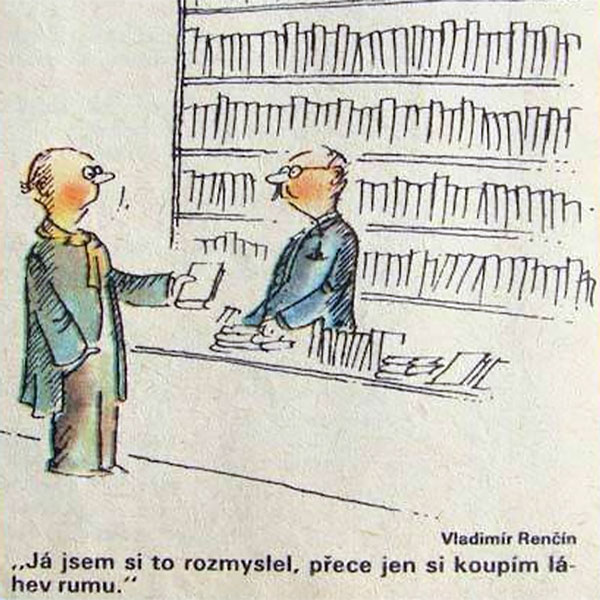 Vladimír Renčín
„Já jsem si to rozmyslel, přece jen si koupím lá-
hev rumu.“